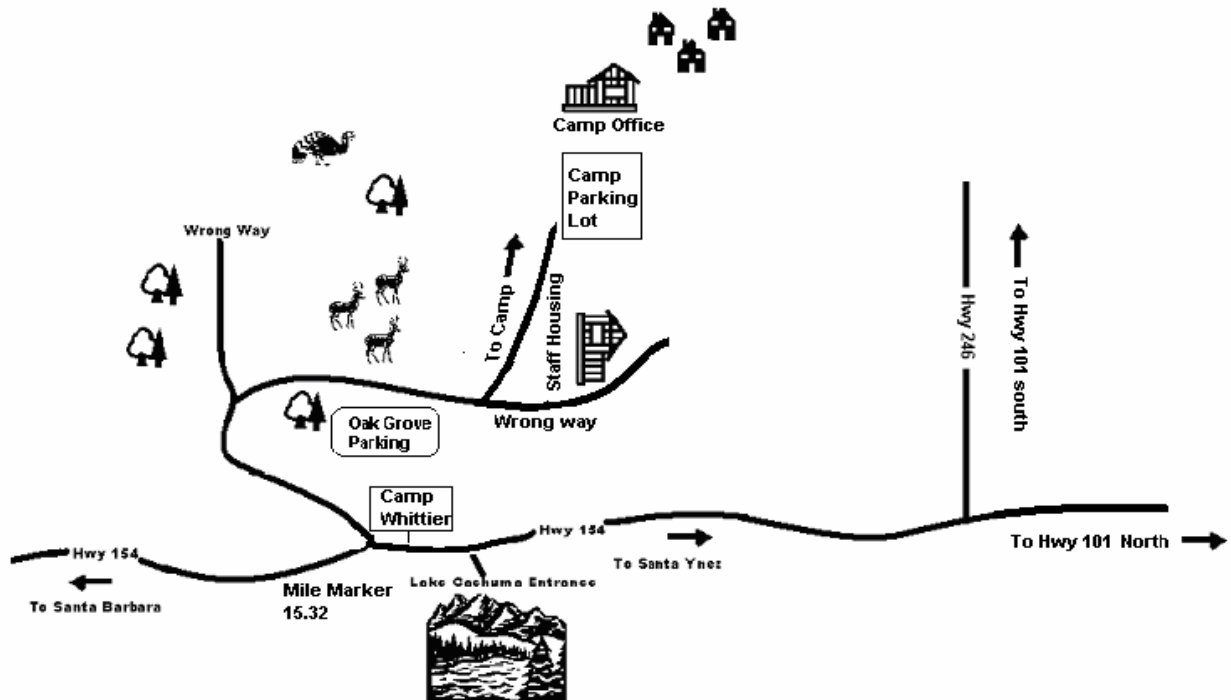 Camp Office
Camp
Parking
Lot
Wrong Way
To Camp
Staff Housing
Hwy 246
To Hwy 101 south
Oak Grove
Parking
Wrong way
Camp
Whittier
Hwy 154
Hwy 154
To Hwy 101 North
To Santa Ynez
Lake Cachuma Entrance
Mile Marker
15.32
To Santa Barbara